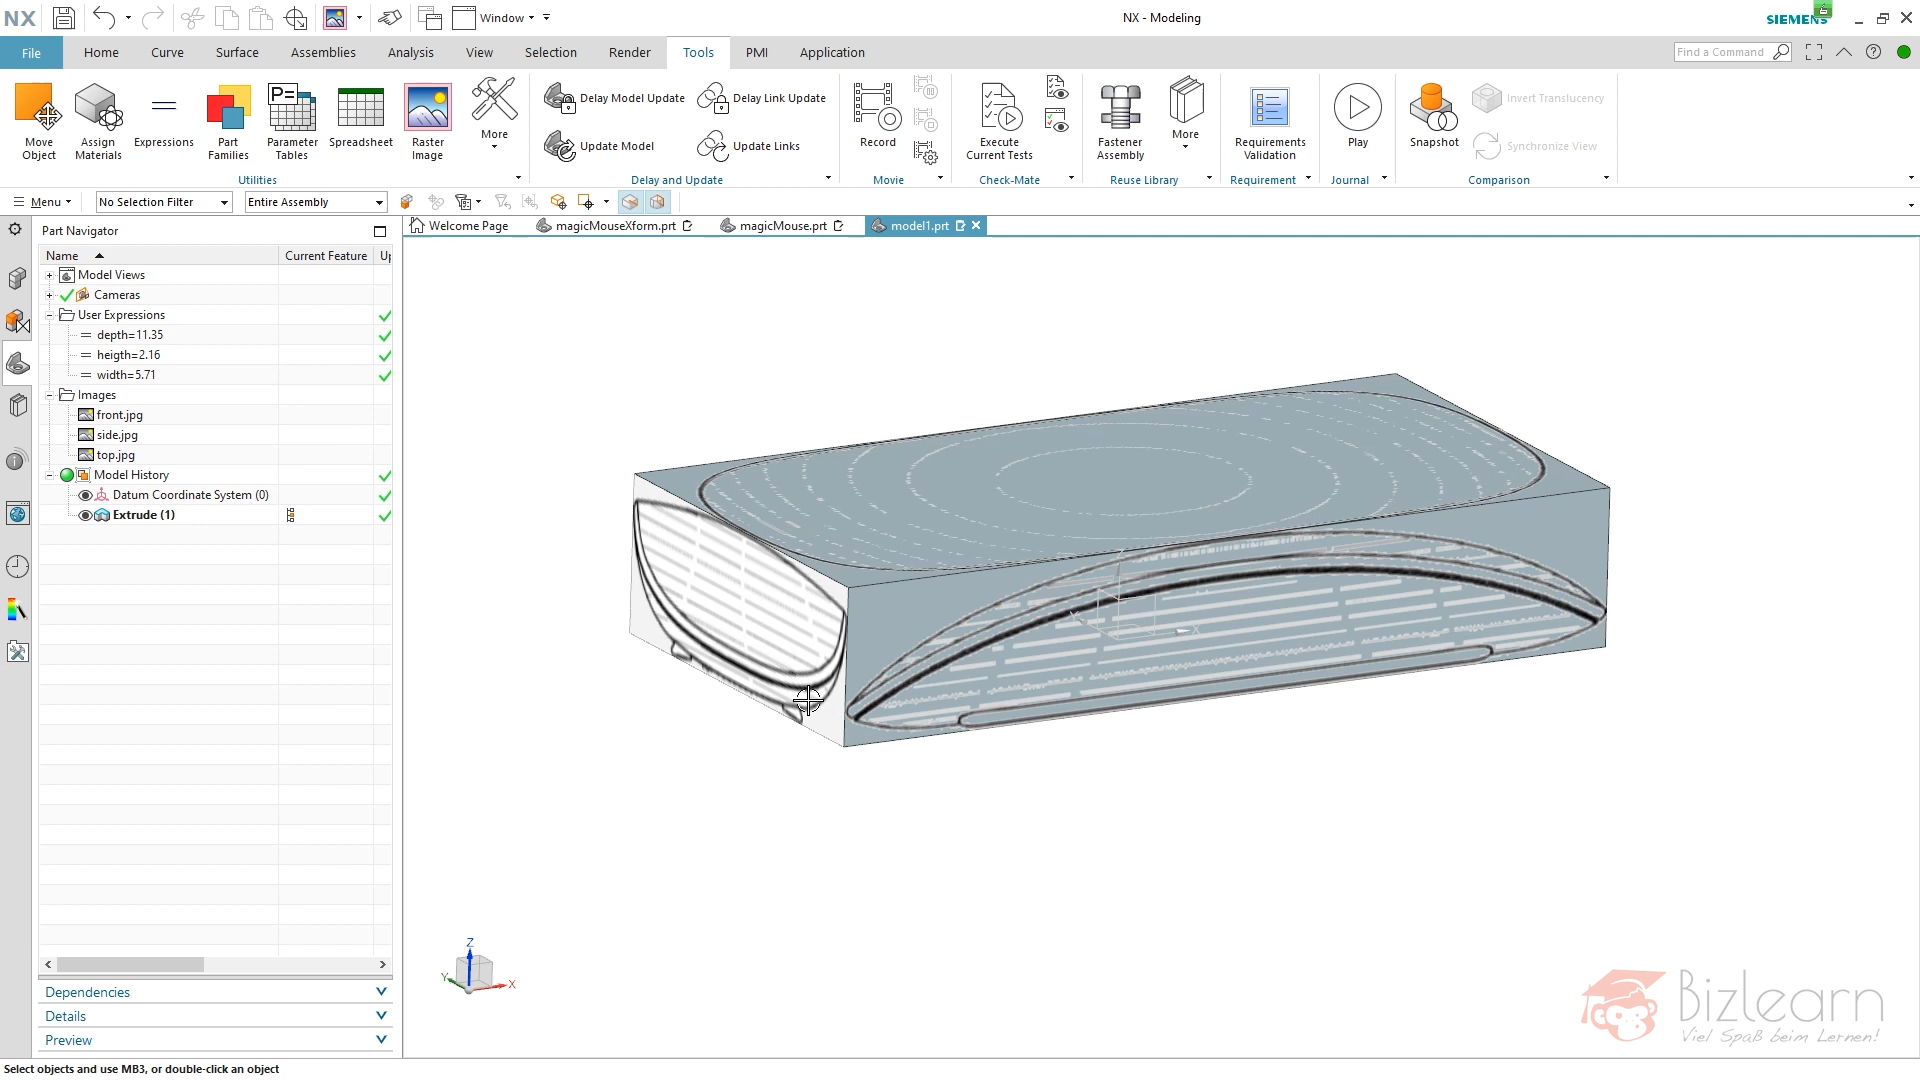 NX
Window
NX - Modeling
SIEMENS
File
Home
Curve
Surface
Assemblies
Analysis
View
Selection
Render
Tools
PMI
Application
Find a Command
Move Object
Assign Materials
Expressions
Part Families
P=
Parameter Tables
Spreadsheet
Raster Image
More
Delay Model Update
Update Model
Delay Link Update
Update Links
Record
Execute Current Tests
Fastener Assembly
More
Requirements Validation
Play
Snapshot
Invert Translucency
Synchronize View
Utilities
Delay and Update
Movie
Check-Mate
Reuse Library
Requirement
Journal
Comparison
Menu
No Selection Filter
Entire Assembly
Part Navigator
Welcome Page
magicMouseXform.prt
magicMouse.prt
model1.prt
Name
Current Feature
Up
Model Views
Cameras
User Expressions
depth=11.35
heigth=2.16
width=5.71
Images
front.jpg
side.jpg
top.jpg
Model History
Datum Coordinate System (0)
Extrude (1)
X
Z
Y
X
Dependencies
Details
Preview
Bizlearn
Viel Spaß beim Lernen!
Select objects and use MB3, or double-click an object